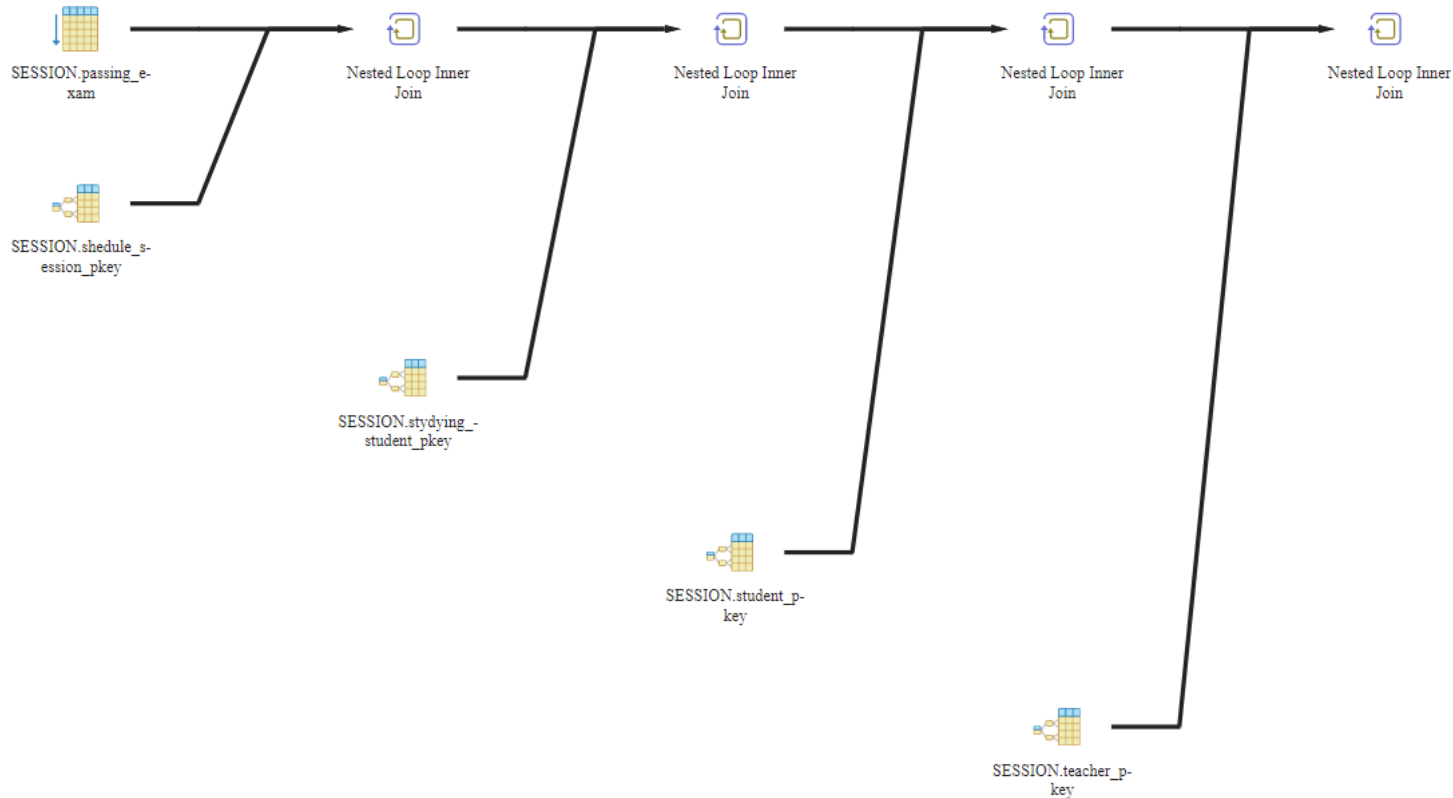 SESSION.passing_e-
xam
Nested Loop Inner
Join
Nested Loop Inner
Join
Nested Loop Inner
Join
Nested Loop Inner
Join
SESSION.shedule_s-
ession_pkey
SESSION.stydying_-
student_pkey
SESSION.student_p-
key
SESSION.teacher_p-
key